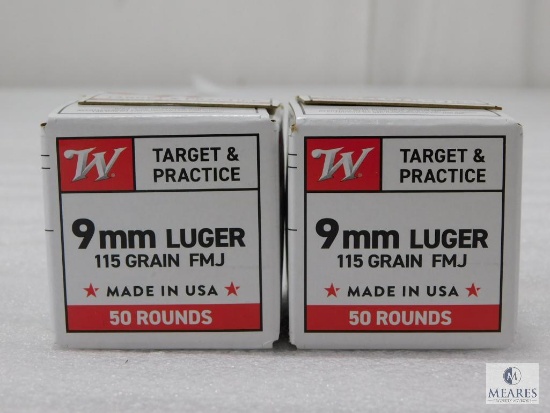 W
TARGET &
PRACTICE
9mm LUGER
115 GRAIN FMJ
★ MADE IN USA ★
50 ROUNDS
W
TARGET &
PRACTICE
9mm LUGER
115 GRAIN FMJ
★ MADE IN USA ★
50 ROUNDS
M
MEARES